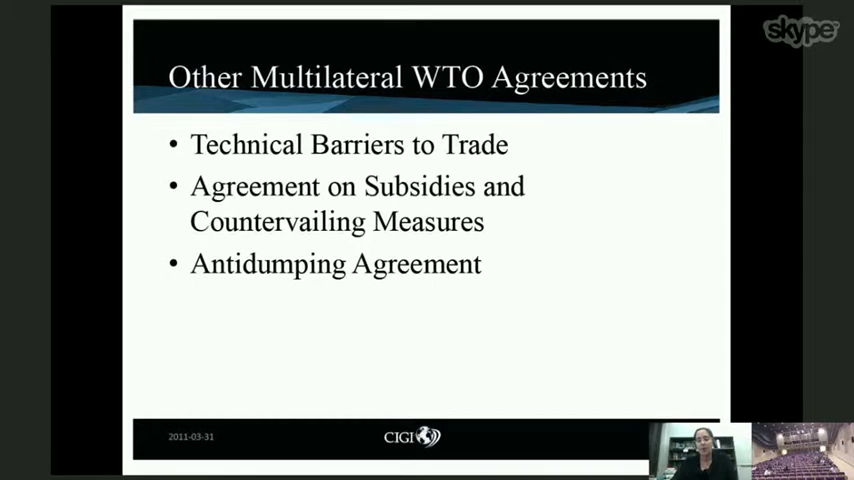 skype
Other Multilateral WTO Agreements
• Technical Barriers to Trade
• Agreement on Subsidies and
Countervailing Measures
• Antidumping Agreement
2011-03-31
CIGI